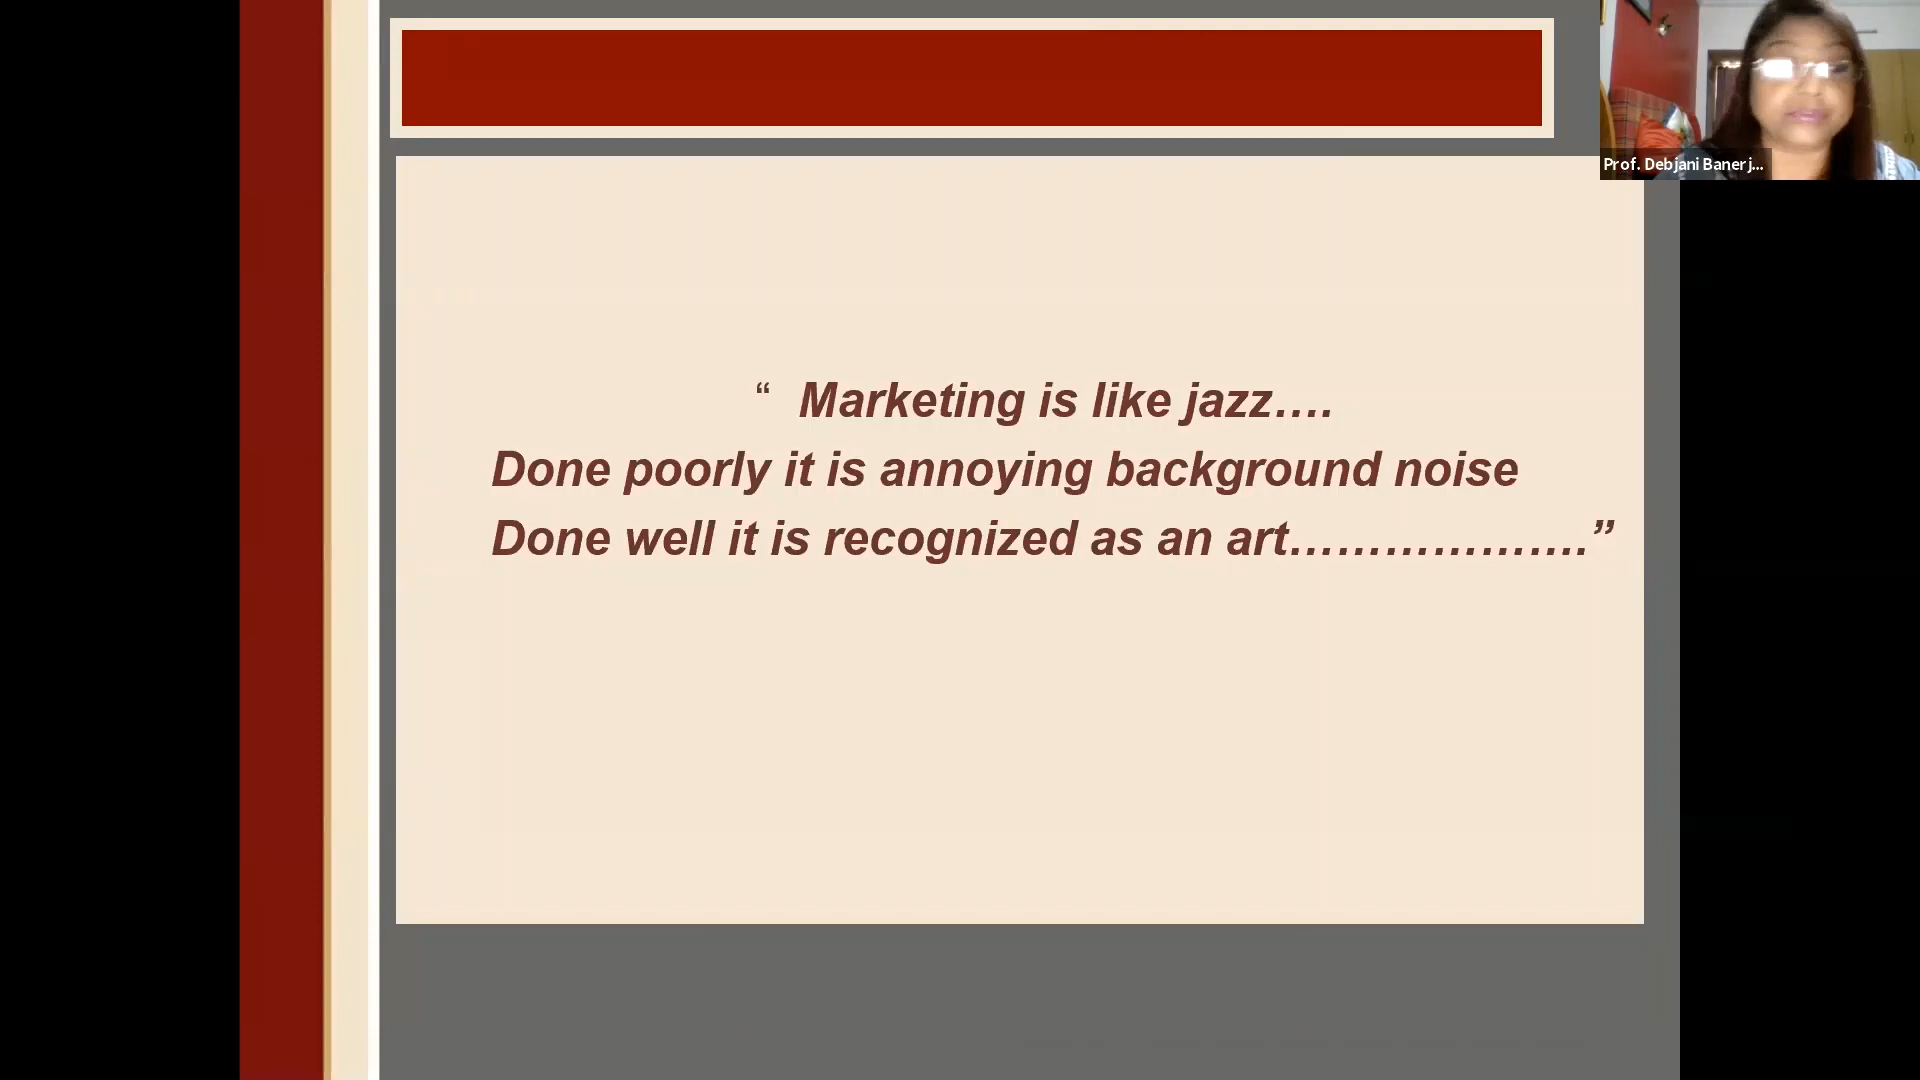 “ Marketing is like jazz….
Done poorly it is annoying background noise
Done well it is recognized as an art……………….”
Prof. Debjani Banerj...